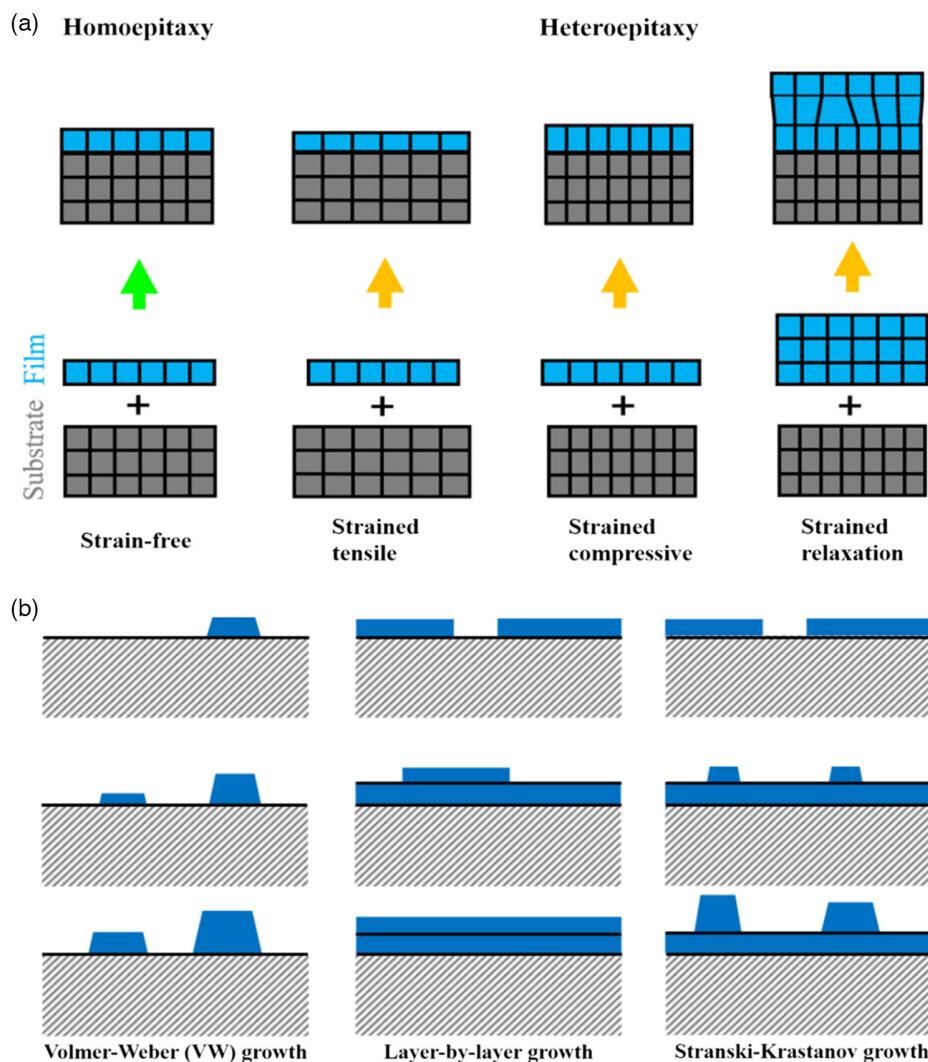 (a)
Homoepitaxy
Heteroepitaxy
Film
+
+
+
+
Substrate
Strain-free
Strained
tensile
Strained
compressive
Strained
relaxation
(b)
Volmer-Weber (VW) growth
Layer-by-layer growth
Stranski-Krastanov growth